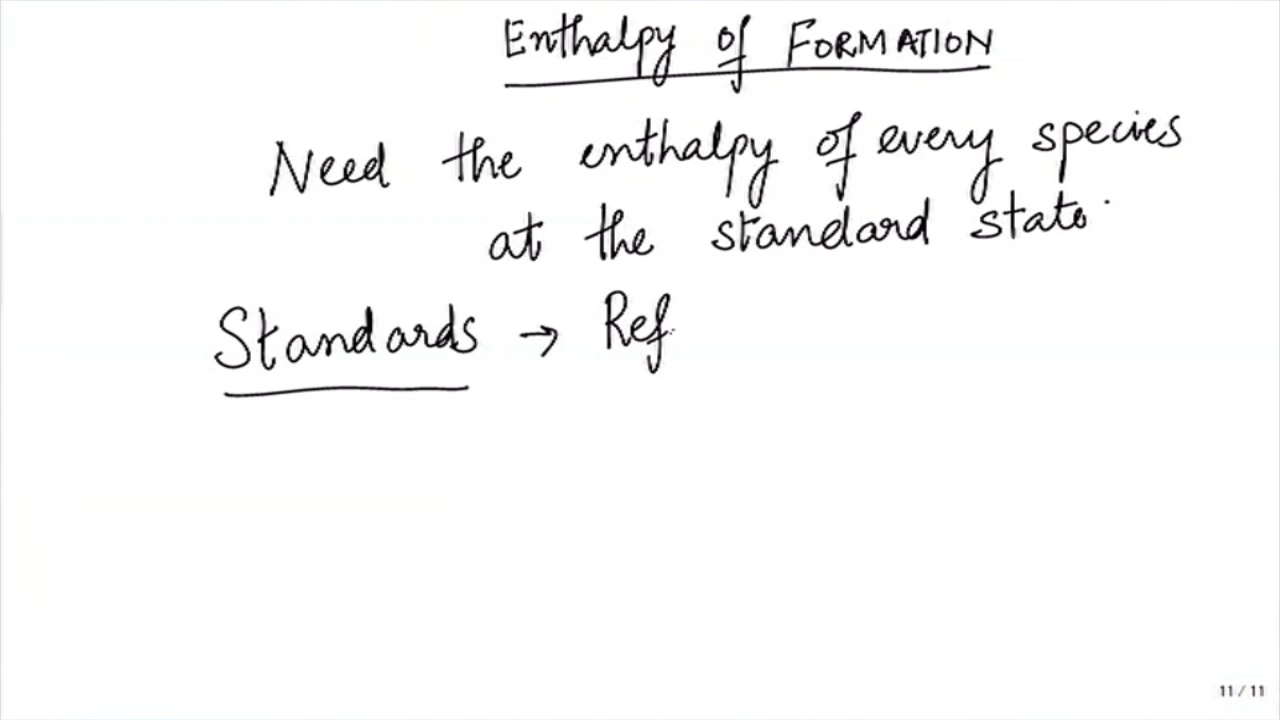 Enthalpy of FORMATION
Need the enthalpy of every species
at the standard state.
Standards → Ref
11 / 11